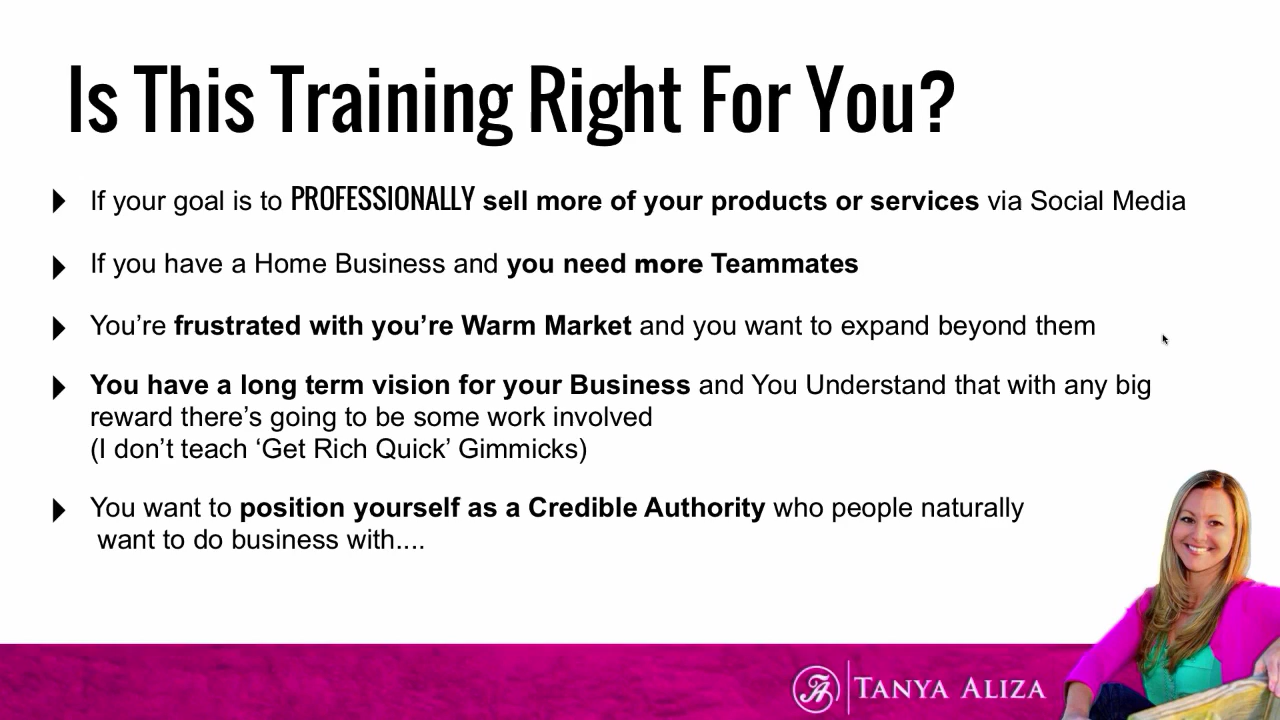 Is This Training Right For You?
If your goal is to PROFESSIONALLY sell more of your products or services via Social Media
If you have a Home Business and you need more Teammates
You’re frustrated with you’re Warm Market and you want to expand beyond them
You have a long term vision for your Business and You Understand that with any big
reward there’s going to be some work involved
(I don’t teach ‘Get Rich Quick’ Gimmicks)
You want to position yourself as a Credible Authority who people naturally
want to do business with....
TA TANYA ALIZA